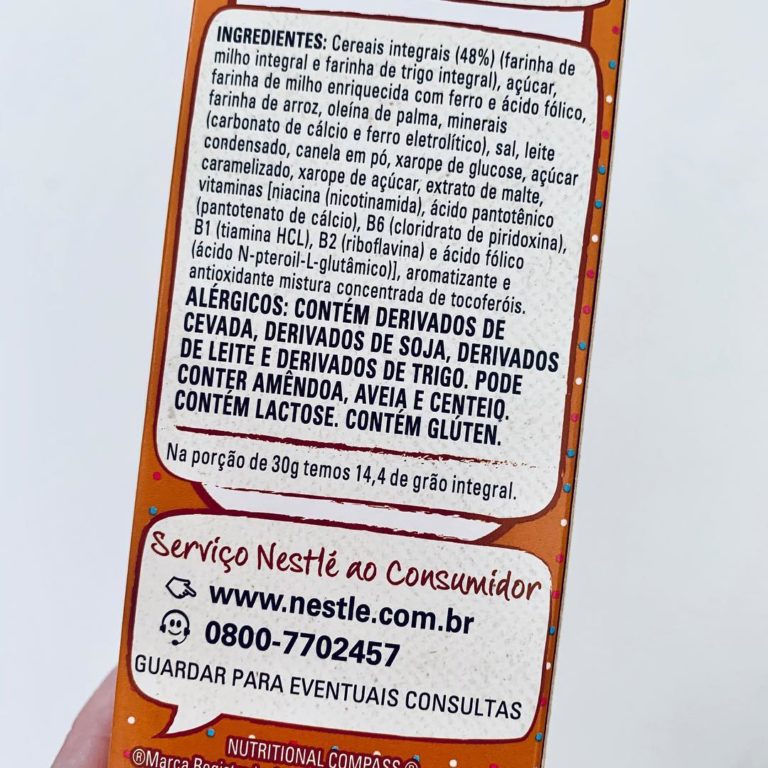 INGREDIENTES: Cereais integrais (48%) (farinha de
milho integral e farinha de trigo integral), açúcar,
farinha de milho enriquecida com ferro e ácido fólico,
farinha de arroz, oleína de palma, minerais
(carbonato de cálcio e ferro eletrolítico), sal, leite
condensado, canela em pó, xarope de glucose, açúcar
caramelizado, xarope de açúcar, extrato de malte,
vitaminas [niacina (nicotinamida), ácido pantotênico
(pantotenato de cálcio), B6 (cloridrato de piridoxina),
B1 (tiamina HCL), B2 (riboflavina) e ácido fólico
(ácido N-pteroil-L-glutâmico)], aromatizante e
antioxidante mistura concentrada de tocoferóis.
ALÉRGICOS: CONTÉM DERIVADOS DE
CEVADA, DERIVADOS DE SOJA, DERIVADOS
DE LEITE E DERIVADOS DE TRIGO. PODE
CONTER AMÊNDOA, AVEIA E CENTEIO.
CONTÉM LACTOSE. CONTÉM GLÚTEN.
Na porção de 30g temos 14,4 de grão integral.
Serviço Nestlé ao Consumidor
www.nestle.com.br
0800-7702457
GUARDAR PARA EVENTUAIS CONSULTAS
NUTRITIONAL COMPASS ®
®Marca